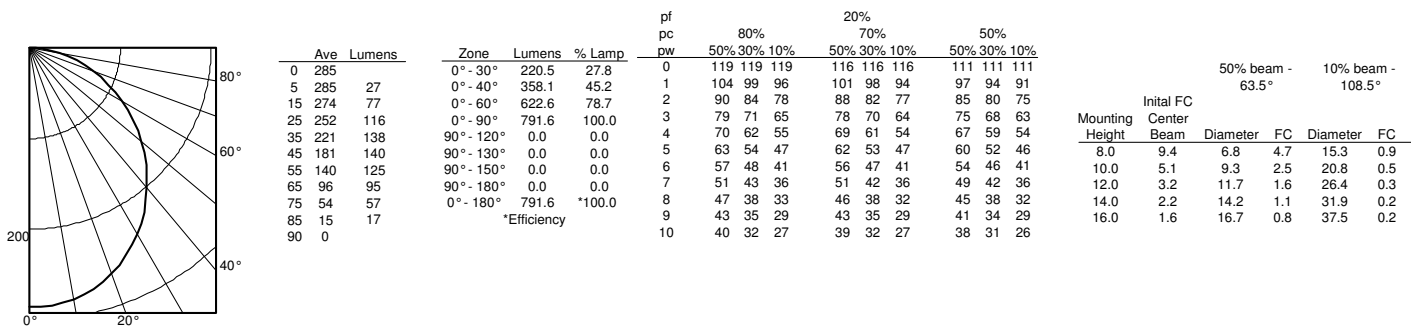 200
0°
20°
40°
60°
80°
Ave Lumens
0 285
5 285 27
15 274 77
25 252 116
35 221 138
45 181 140
55 140 125
65 96 95
75 54 57
85 15 17
90 0
Zone Lumens % Lamp
0° - 30° 220.5 27.8
0° - 40° 358.1 45.2
0° - 60° 622.6 78.7
0° - 90° 791.6 100.0
90° - 120° 0.0 0.0
90° - 130° 0.0 0.0
90° - 150° 0.0 0.0
90° - 180° 0.0 0.0
0° - 180° 791.6 *100.0
*Efficiency
pf 20%
pc 80% 70% 50%
pw 50% 30% 10% 50% 30% 10% 50% 30% 10%
0 119 119 119 116 116 116 111 111 111
1 104 99 96 101 98 94 97 94 91
2 90 84 78 88 82 77 85 80 75
3 79 71 65 78 70 64 75 68 63
4 70 62 55 69 61 54 67 59 54
5 63 54 47 62 53 47 60 52 46
6 57 48 41 56 47 41 54 46 41
7 51 43 36 51 42 36 49 42 36
8 47 38 33 46 38 32 45 38 32
9 43 35 29 43 35 29 41 34 29
10 40 32 27 39 32 27 38 31 26
50% beam - 10% beam -
63.5° 108.5°
Inital FC
Mounting Center
Height Beam Diameter FC Diameter FC
8.0 9.4 6.8 4.7 15.3 0.9
10.0 5.1 9.3 2.5 20.8 0.5
12.0 3.2 11.7 1.6 26.4 0.3
14.0 2.2 14.2 1.1 31.9 0.2
16.0 1.6 16.7 0.8 37.5 0.2